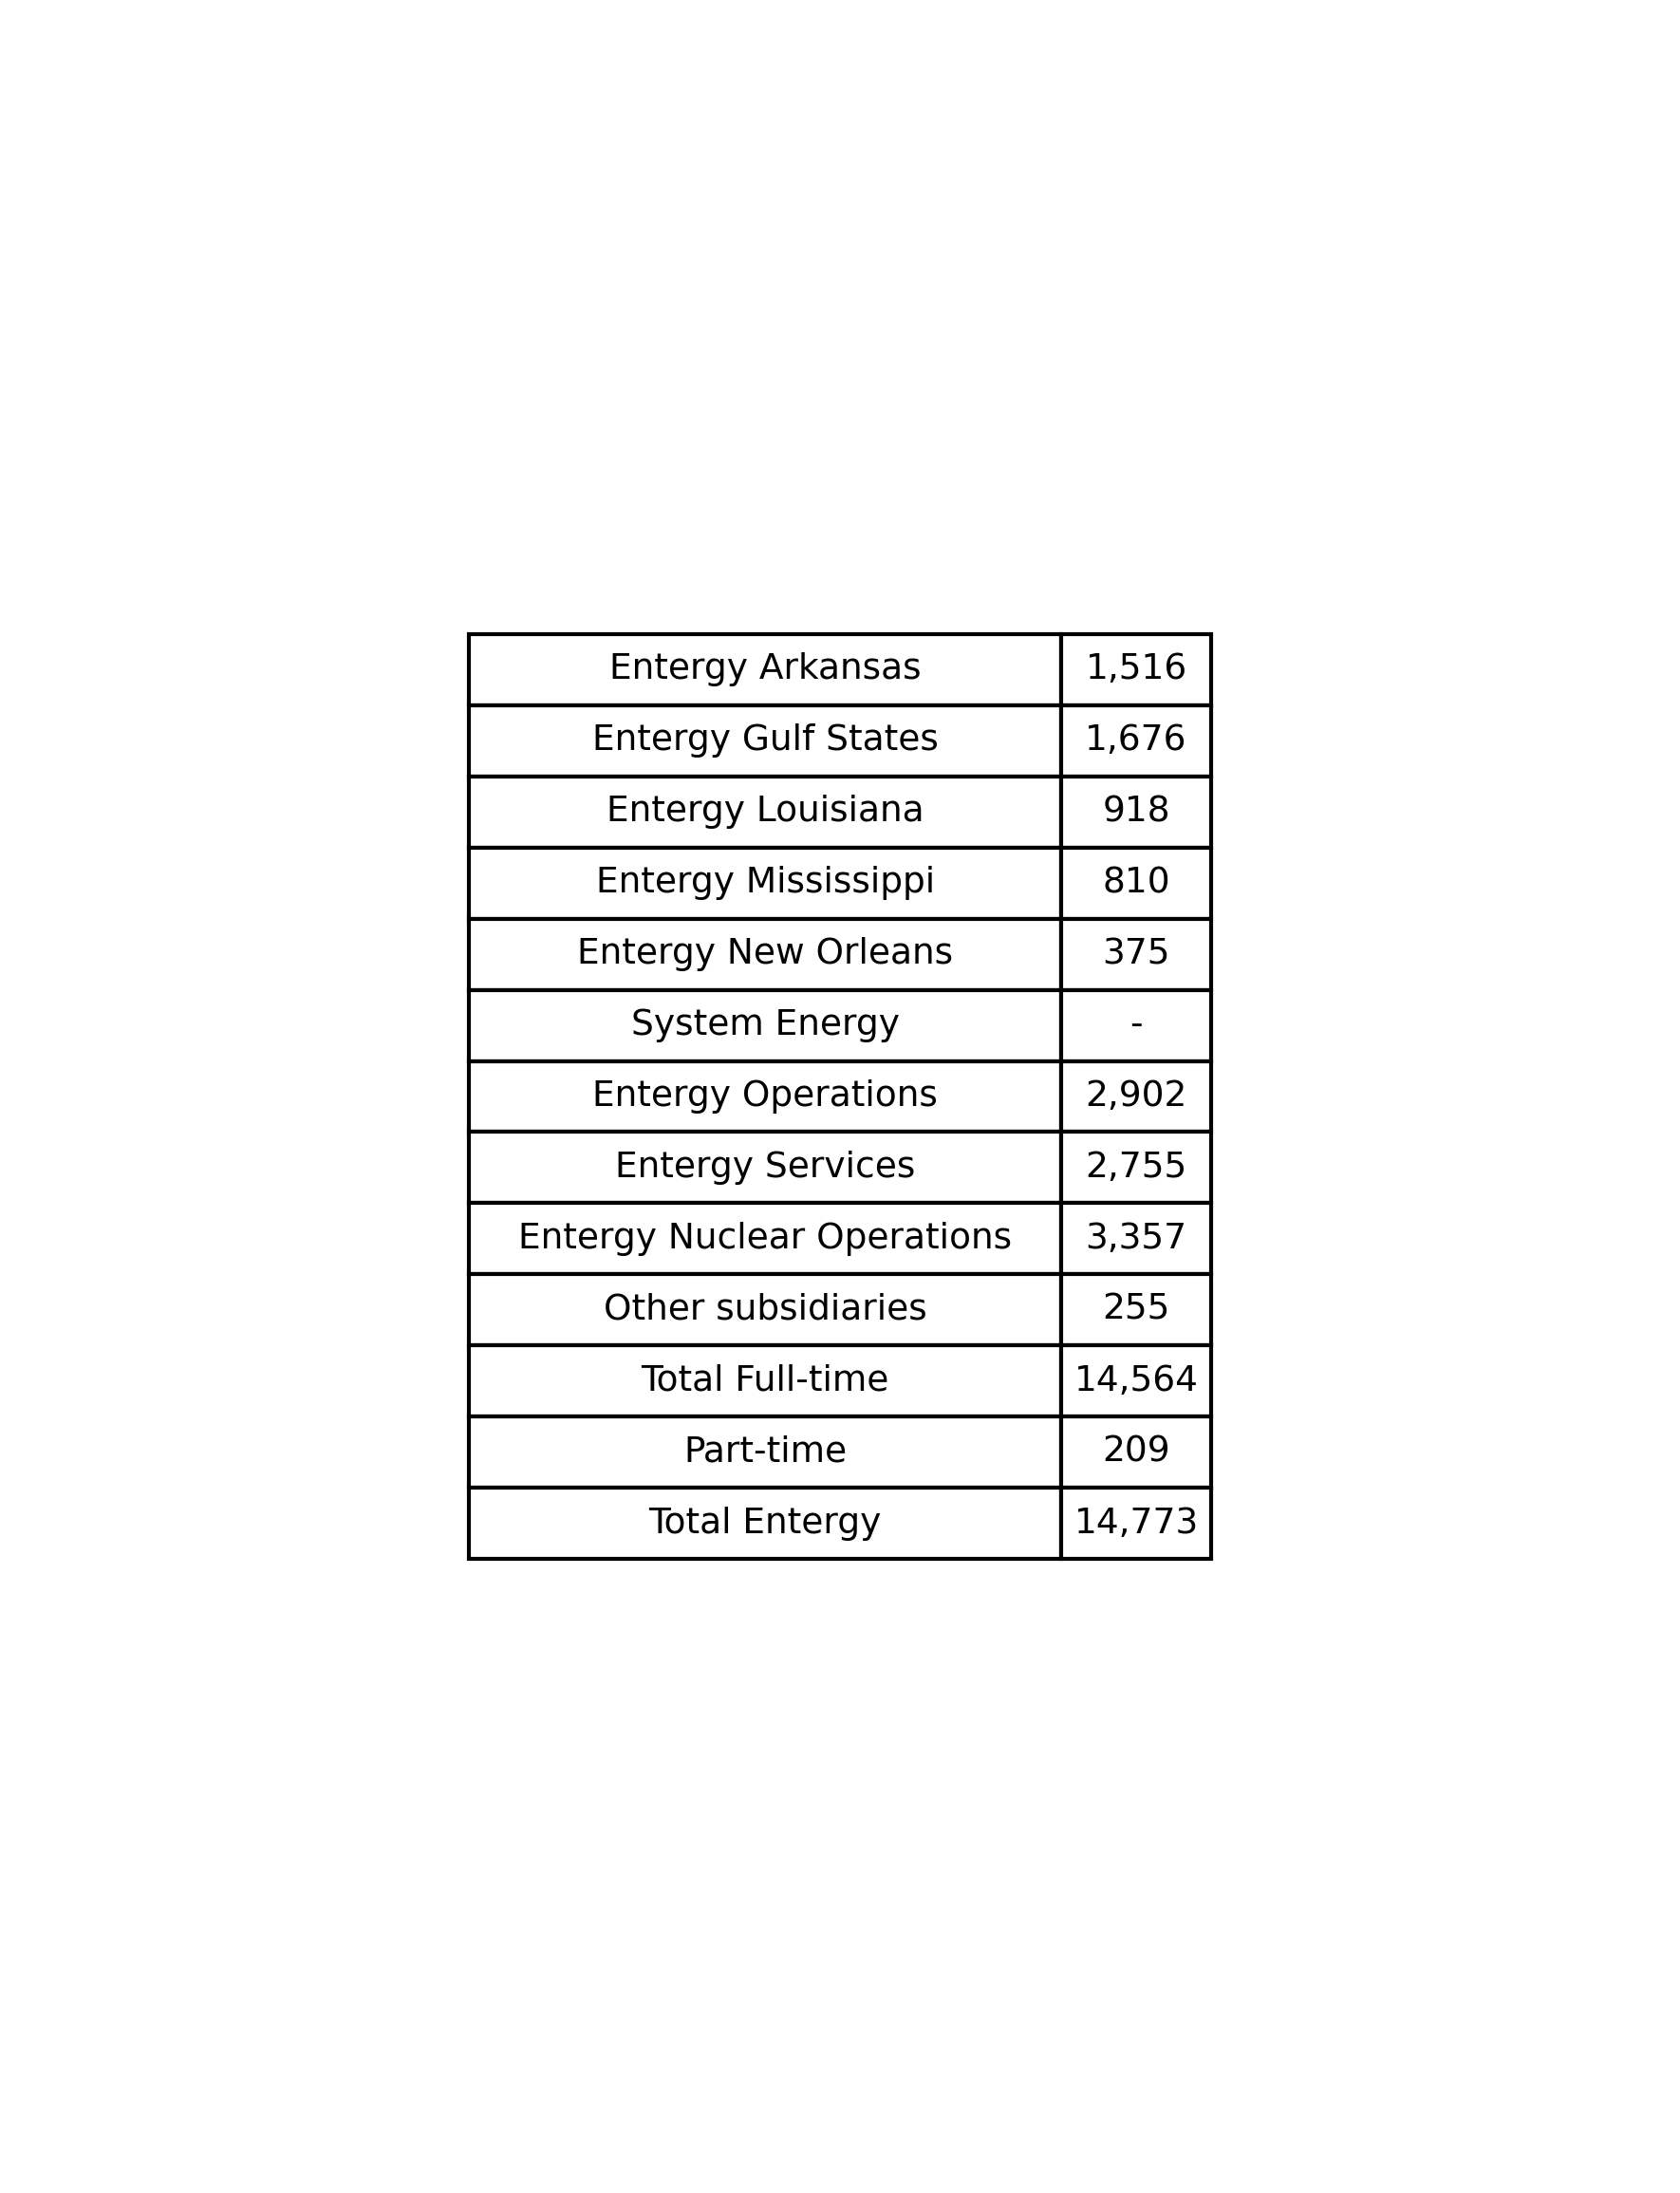 Entergy Arkansas 1,516
Entergy Gulf States 1,676
Entergy Louisiana 918
Entergy Mississippi 810
Entergy New Orleans 375
System Energy -
Entergy Operations 2,902
Entergy Services 2,755
Entergy Nuclear Operations 3,357
Other subsidiaries 255
Total Full-time 14,564
Part-time 209
Total Entergy 14,773